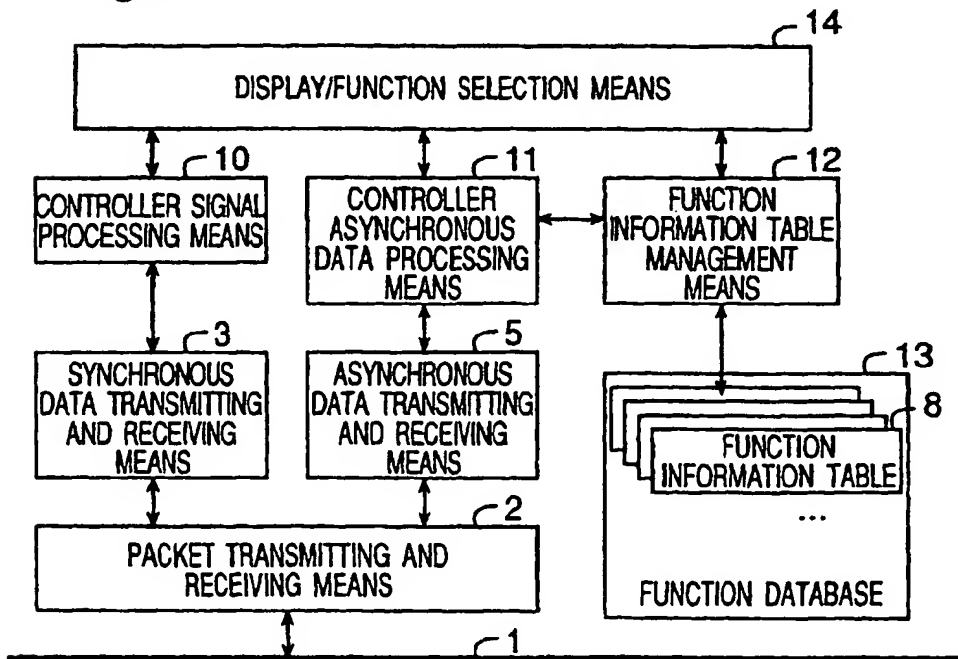 14
DISPLAY/FUNCTION SELECTION MEANS
10
CONTROLLER SIGNAL
PROCESSING MEANS
11
CONTROLLER
ASYNCHRONOUS
DATA PROCESSING
MEANS
12
FUNCTION
INFORMATION TABLE
MANAGEMENT
MEANS
3
SYNCHRONOUS
DATA TRANSMITTING
AND RECEIVING
MEANS
5
ASYNCHRONOUS
DATA TRANSMITTING
AND RECEIVING
MEANS
13
8
FUNCTION
INFORMATION TABLE
...
FUNCTION DATABASE
2
PACKET TRANSMITTING AND
RECEIVING MEANS
1